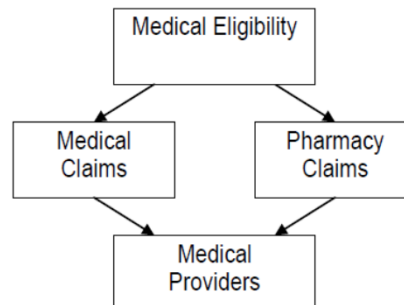 Medical Eligibility
Medical
Claims
Pharmacy
Claims
Medical
Providers